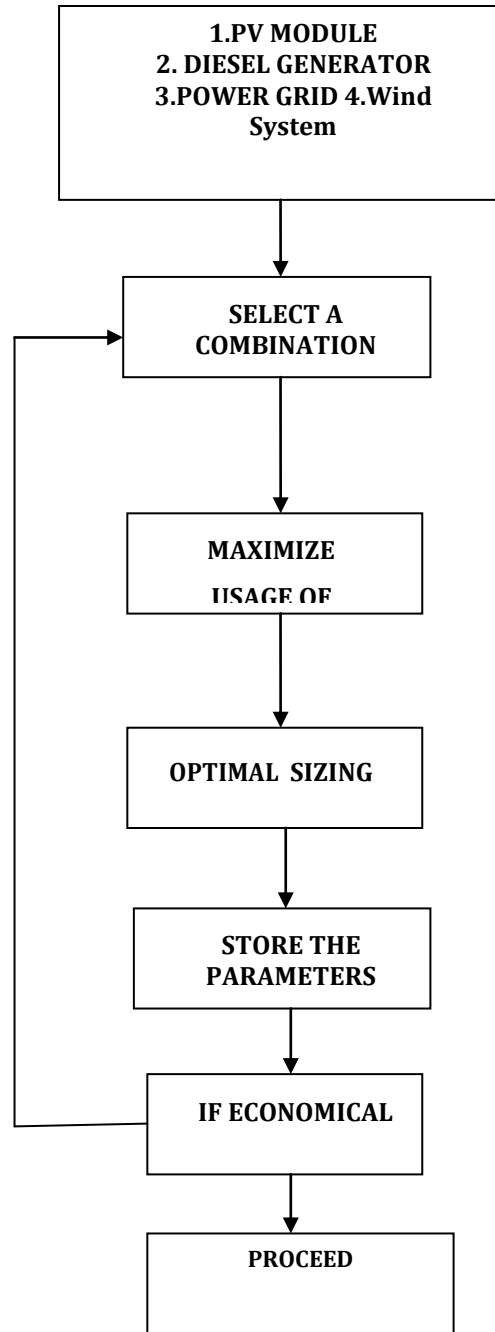 1.PV MODULE
2. DIESEL GENERATOR
3.POWER GRID 4.Wind
System
SELECT A
COMBINATION
MAXIMIZE
USAGE OF
OPTIMAL SIZING
STORE THE
PARAMETERS
IF ECONOMICAL
PROCEED